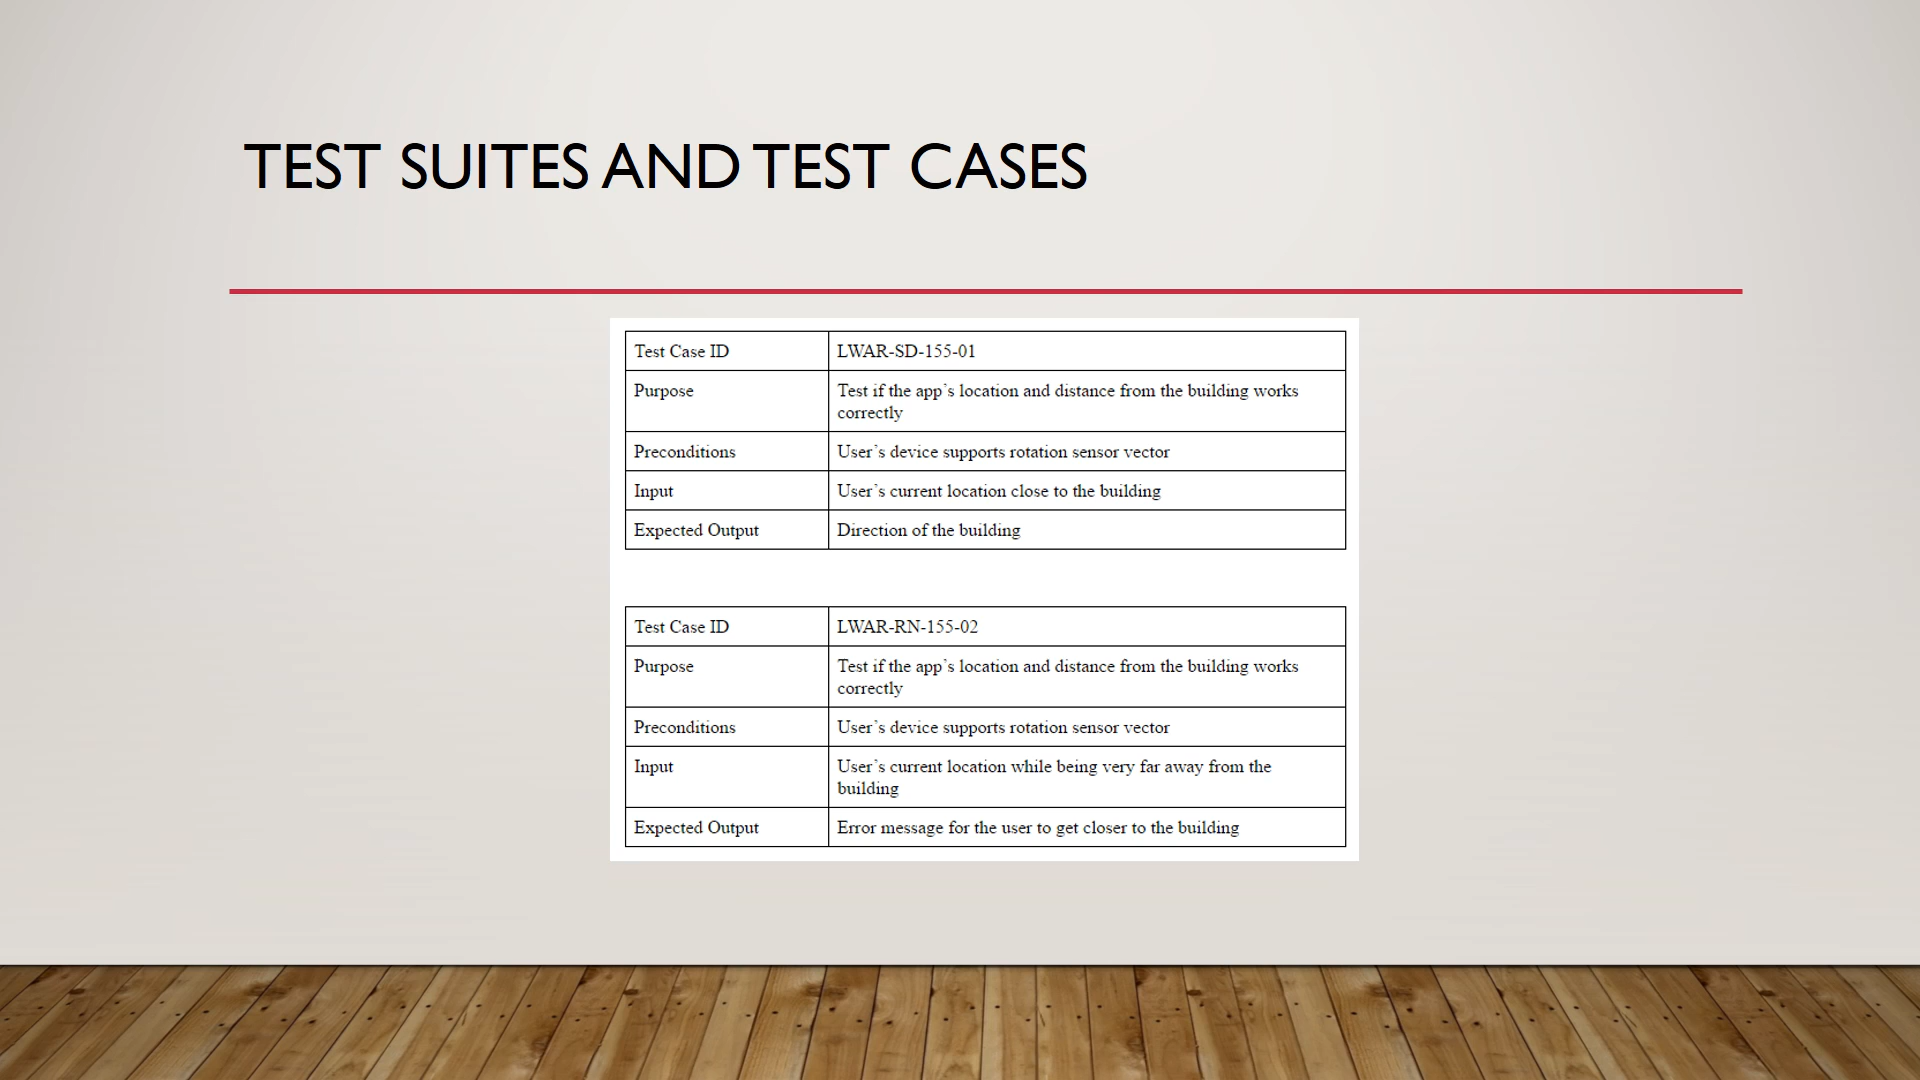 TEST SUITES AND TEST CASES
Test Case ID LWAR-SD-155-01
Purpose Test if the app’s location and distance from the building works
correctly
Preconditions User’s device supports rotation sensor vector
Input User’s current location close to the building
Expected Output Direction of the building
Test Case ID LWAR-RN-155-02
Purpose Test if the app’s location and distance from the building works
correctly
Preconditions User’s device supports rotation sensor vector
Input User’s current location while being very far away from the
building
Expected Output Error message for the user to get closer to the building